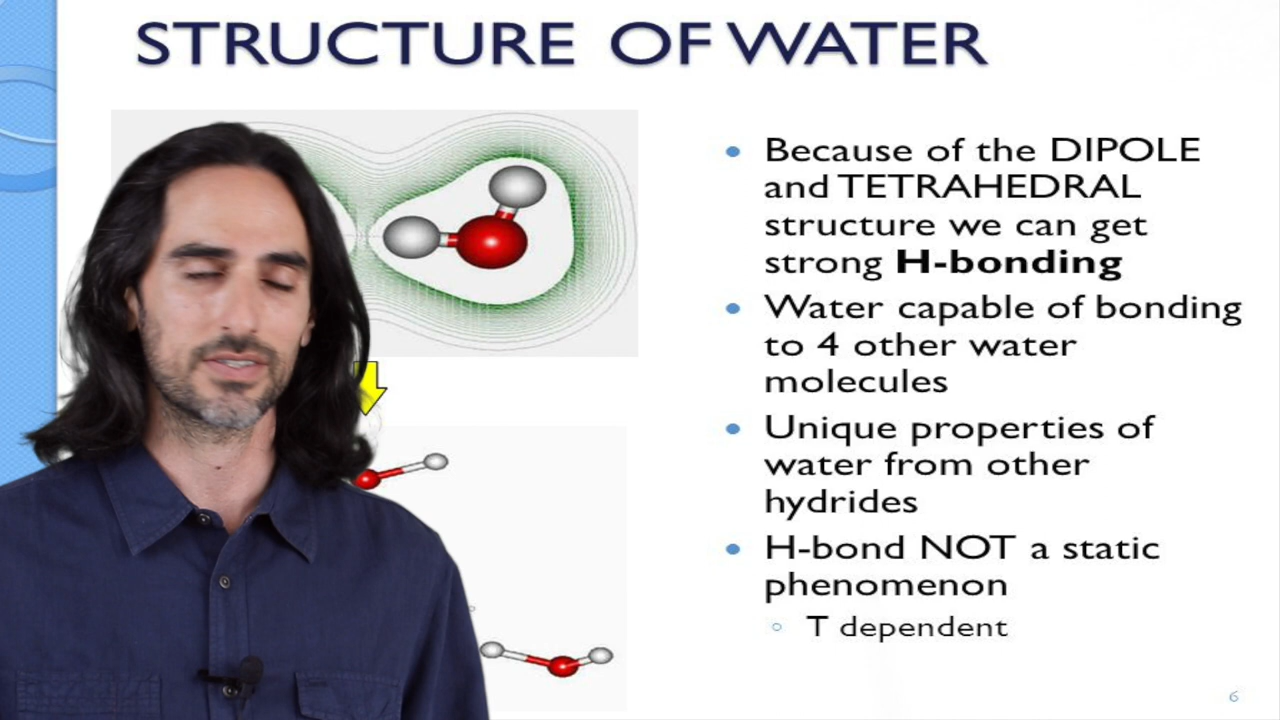 STRUCTURE OF WATER
• Because of the DIPOLE
and TETRAHEDRAL
structure we can get
strong H-bonding
• Water capable of bonding
to 4 other water
molecules
• Unique properties of
water from other
hydrides
• H-bond NOT a static
phenomenon
◦ T dependent
6